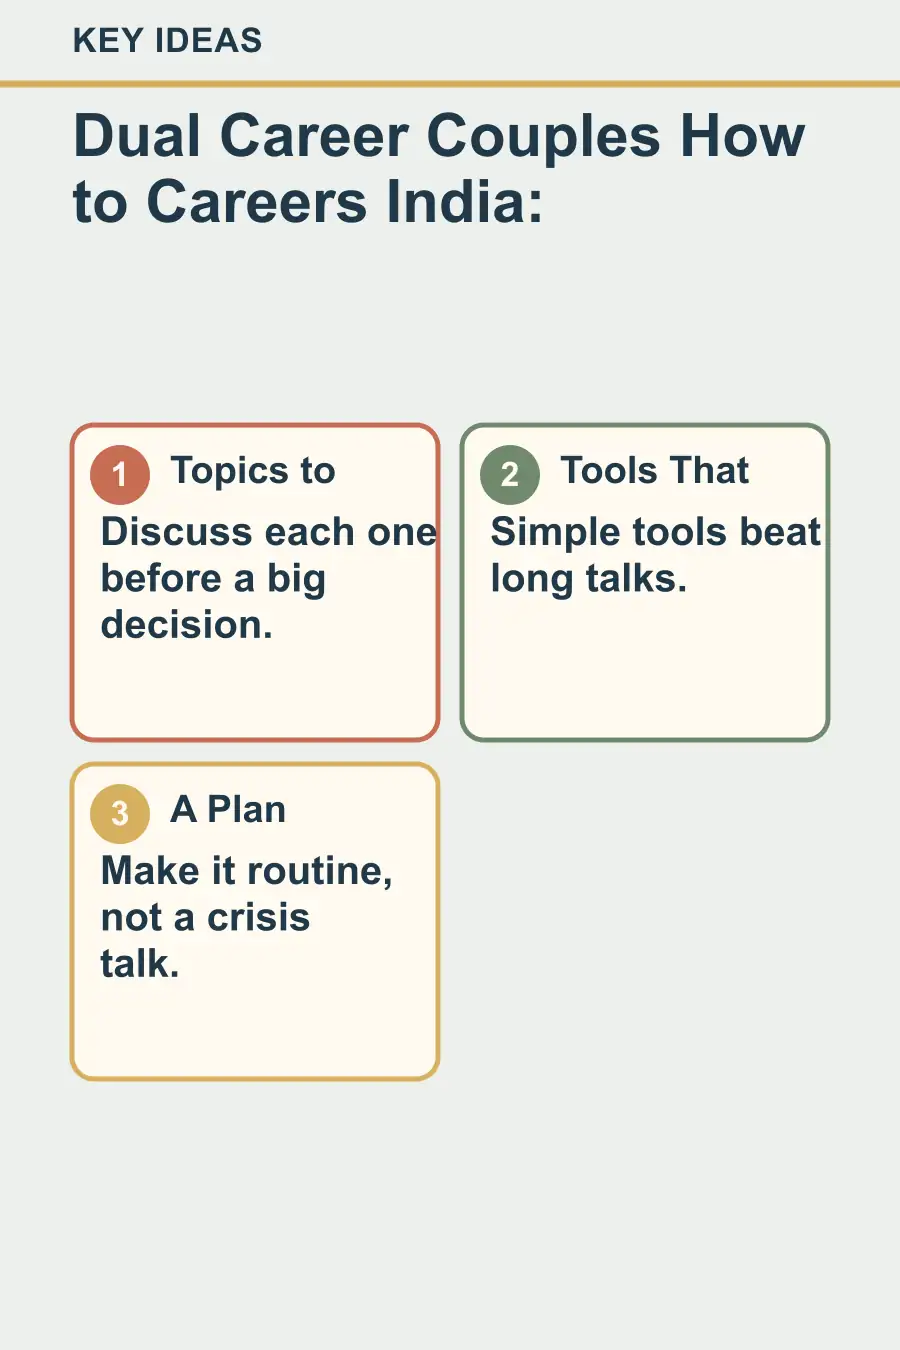 KEY IDEAS
Dual Career Couples How
to Careers India:
1 Topics to
Discuss each one
before a big
decision.
2 Tools That
Simple tools beat
long talks.
3 A Plan
Make it routine,
not a crisis
talk.